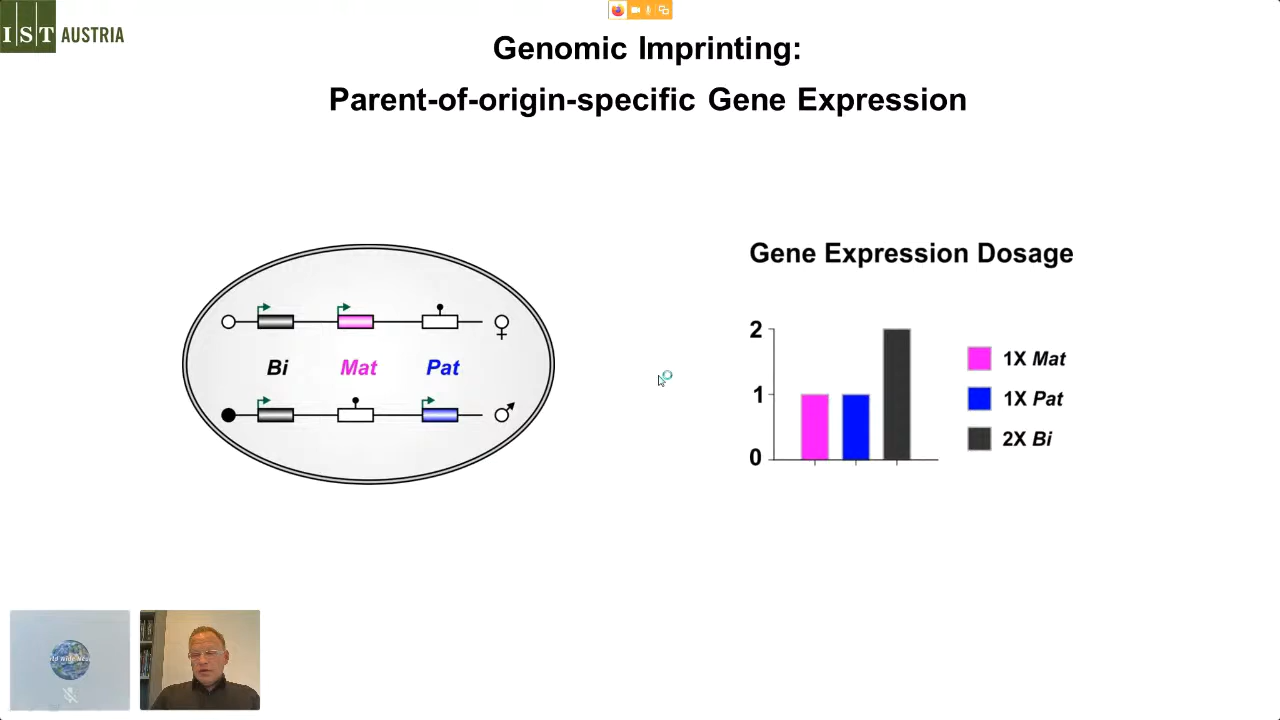 IST AUSTRIA
Genomic Imprinting:
Parent-of-origin-specific Gene Expression
Gene Expression Dosage
Bi Mat Pat
2
1
0
1X Mat
1X Pat
2X Bi